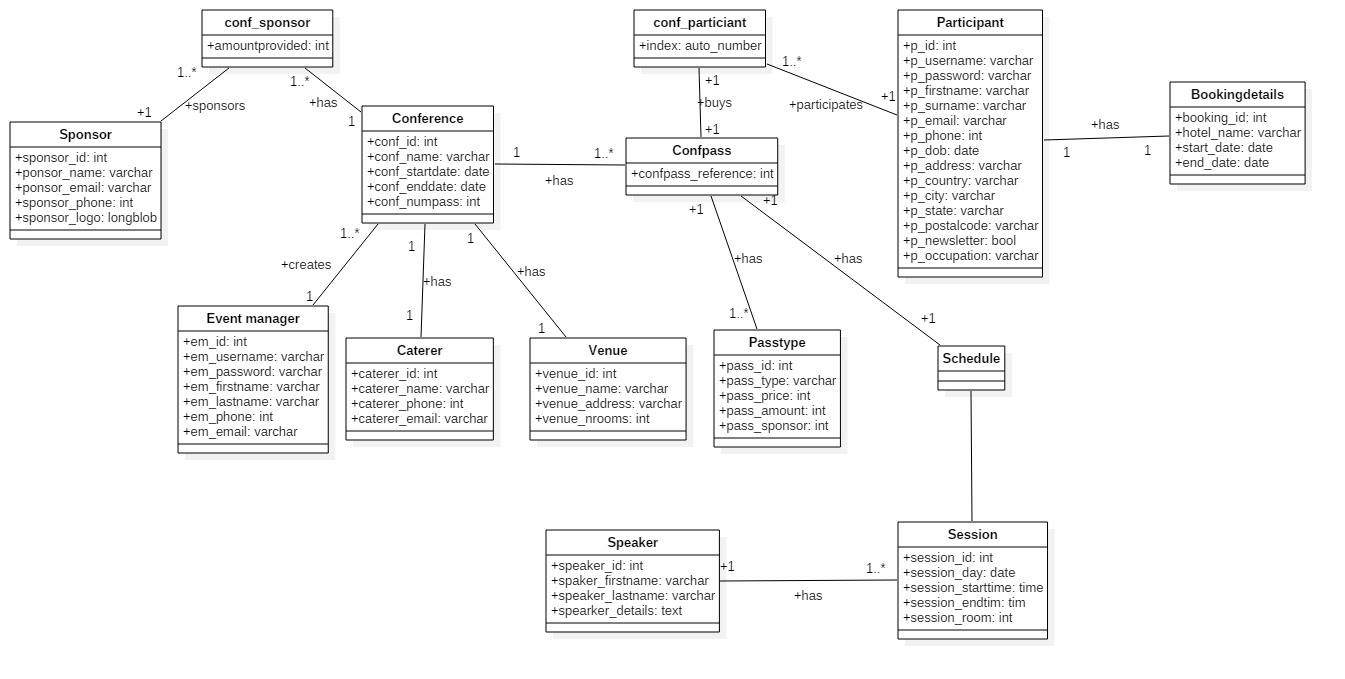 conf_sponsor
+amountprovided: int
conf_particiant
+index: auto_number
Participant
+p_id: int
+p_username: varchar
+p_password: varchar
+p_firstname: varchar
+p_surname: varchar
+p_email: varchar
+p_phone: int
+p_dob: date
+p_address: varchar
+p_country: varchar
+p_city: varchar
+p_state: varchar
+p_postalcode: varchar
+p_newsletter: bool
+p_occupation: varchar
Bookingdetails
+booking_id: int
+hotel_name: varchar
+start_date: date
+end_date: date
1..*
+sponsors
+1
1..*
+has
1
+1
+buys
+1
1..*
+participates
+1
+has
1
1
Sponsor
+sponsor_id: int
+ponsor_name: varchar
+ponsor_email: varchar
+sponsor_phone: int
+sponsor_logo: longblob
Conference
+conf_id: int
+conf_name: varchar
+conf_startdate: date
+conf_enddate: date
+conf_numpass: int
1
1..*
+has
Confpass
+confpass_reference: int
1..*
+creates
1
1
+has
1
1
+has
1
+1
+has
1..*
+1
+has
+1
Event manager
+em_id: int
+em_username: varchar
+em_password: varchar
+em_firstname: varchar
+em_lastname: varchar
+em_phone: int
+em_email: varchar
Caterer
+caterer_id: int
+caterer_name: varchar
+caterer_phone: int
+caterer_email: varchar
Venue
+venue_id: int
+venue_name: varchar
+venue_address: varchar
+venue_nrooms: int
Passtype
+pass_id: int
+pass_type: varchar
+pass_price: int
+pass_amount: int
+pass_sponsor: int
Schedule
Speaker
+speaker_id: int
+spaker_firstname: varchar
+speaker_lastname: varchar
+spearker_details: text
+1
1..*
+has
Session
+session_id: int
+session_day: date
+session_starttime: time
+session_endtim: tim
+session_room: int